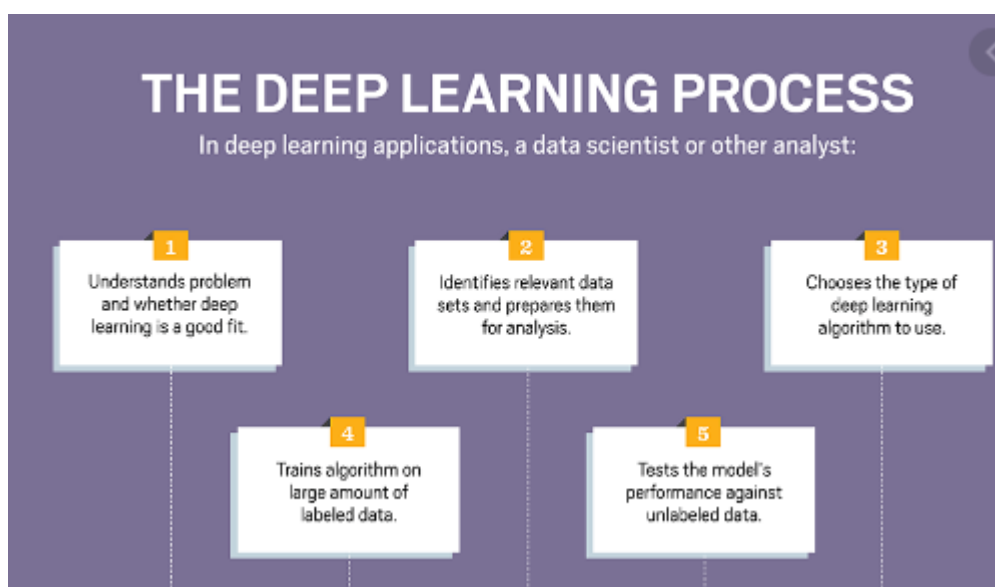 THE DEEP LEARNING PROCESS
In deep learning applications, a data scientist or other analyst:
1
Understands problem
and whether deep
learning is a good fit.
2
Identifies relevant data
sets and prepares them
for analysis.
3
Chooses the type of
deep learning
algorithm to use.
4
Trains algorithm on
large amount of
labeled data.
5
Tests the model's
performance against
unlabeled data.